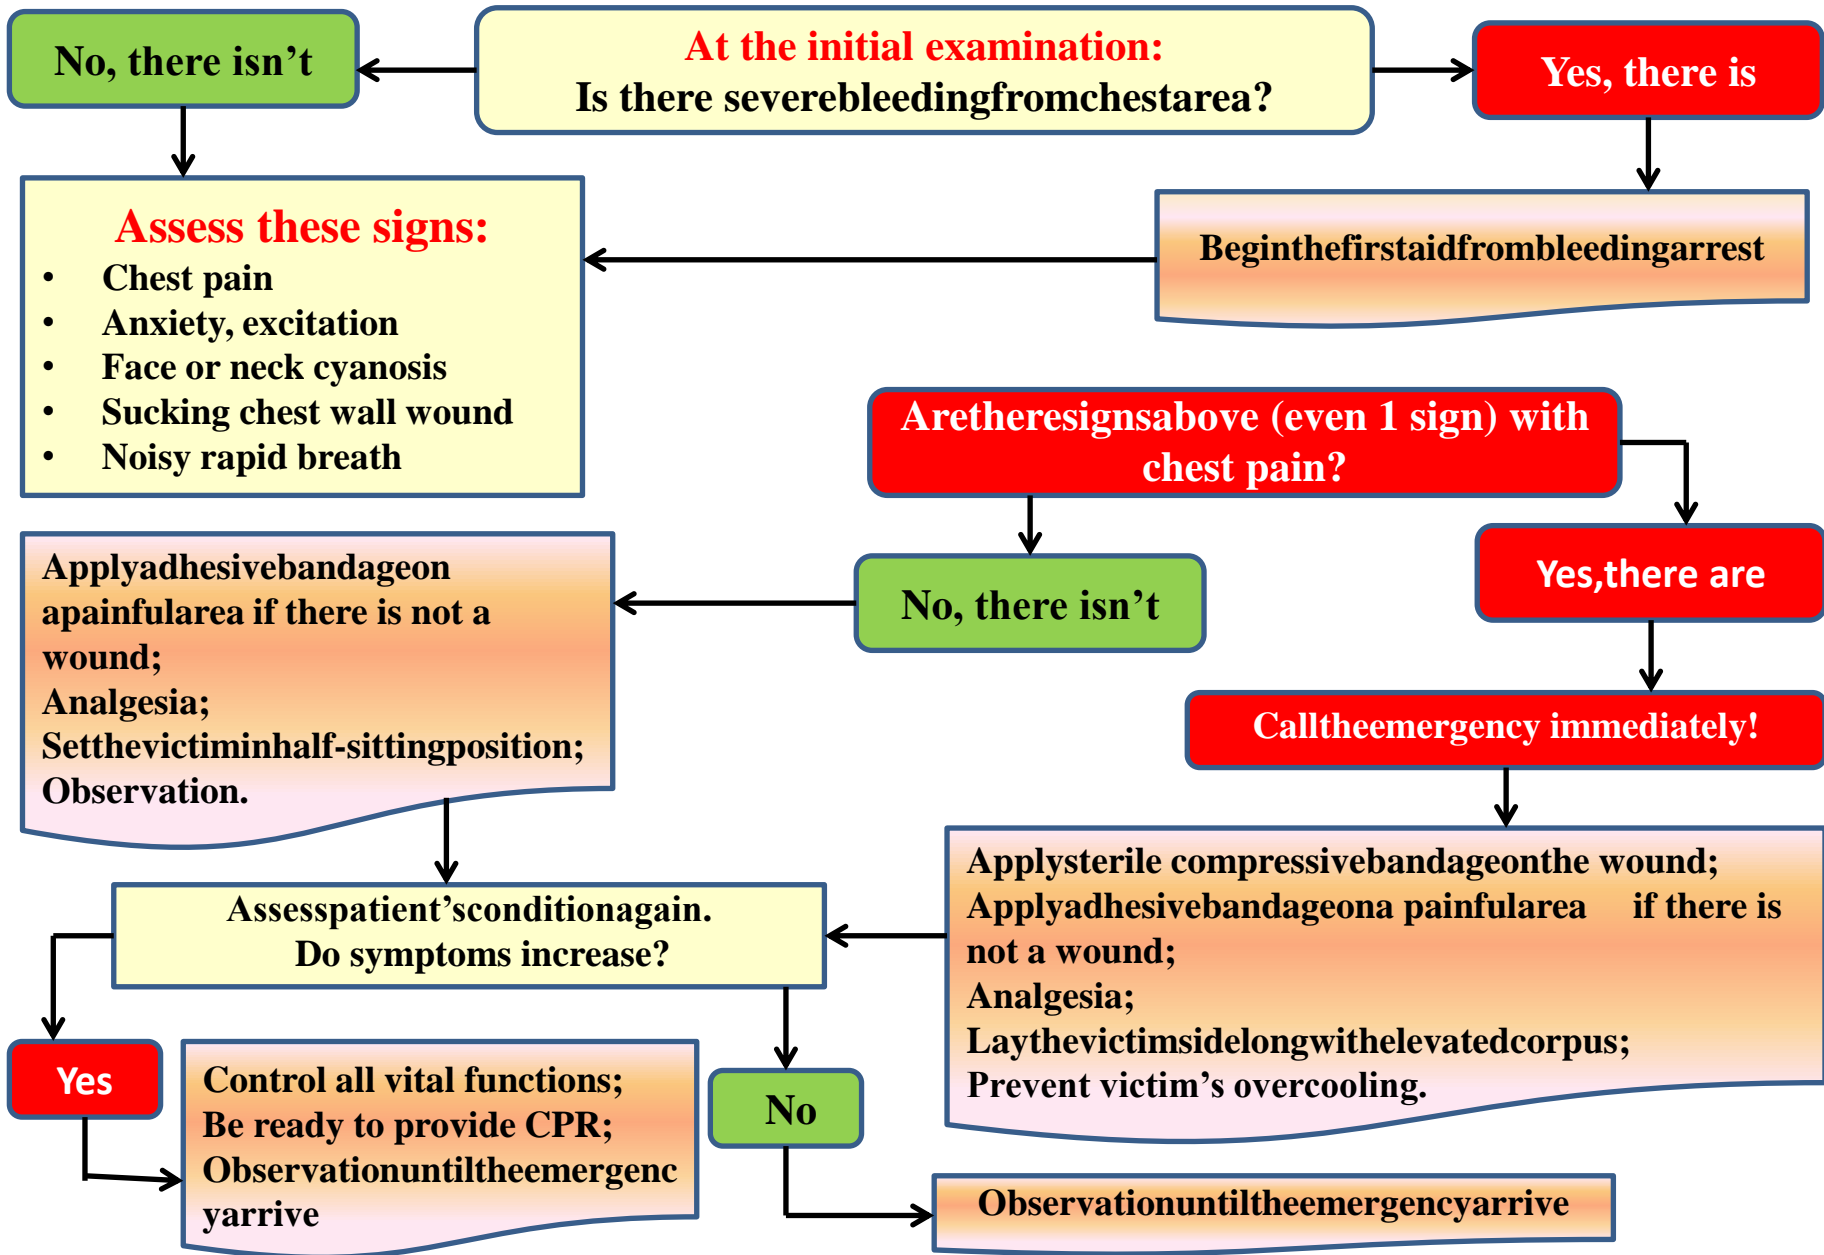 No, there isn't
At the initial examination:
Is there severebleedingfromchestarea?
Yes, there is
Assess these signs:
• Chest pain
• Anxiety, excitation
• Face or neck cyanosis
• Sucking chest wall wound
• Noisy rapid breath
Beginthefirstaidfrombleedingarrest
Aretheresignsabove (even 1 sign) with
chest pain?
Yes,there are
No, there isn't
Applyadhesivebandageon
apainfularea if there is not a
wound;
Analgesia;
Setthevictiminhalf-sittingposition;
Observation.
Calltheemergency immediately!
Applysterile compressivebandageonthe wound;
Applyadhesivebandageona painfularea if there is
not a wound;
Analgesia;
Laythevictimsidelongwithelevatedcorpus;
Prevent victim's overcooling.
Assesspatient'sconditionagain.
Do symptoms increase?
Yes
Control all vital functions;
Be ready to provide CPR;
Observationuntiltheemergenc
yarrive
No
Observationuntiltheemergencyarrive